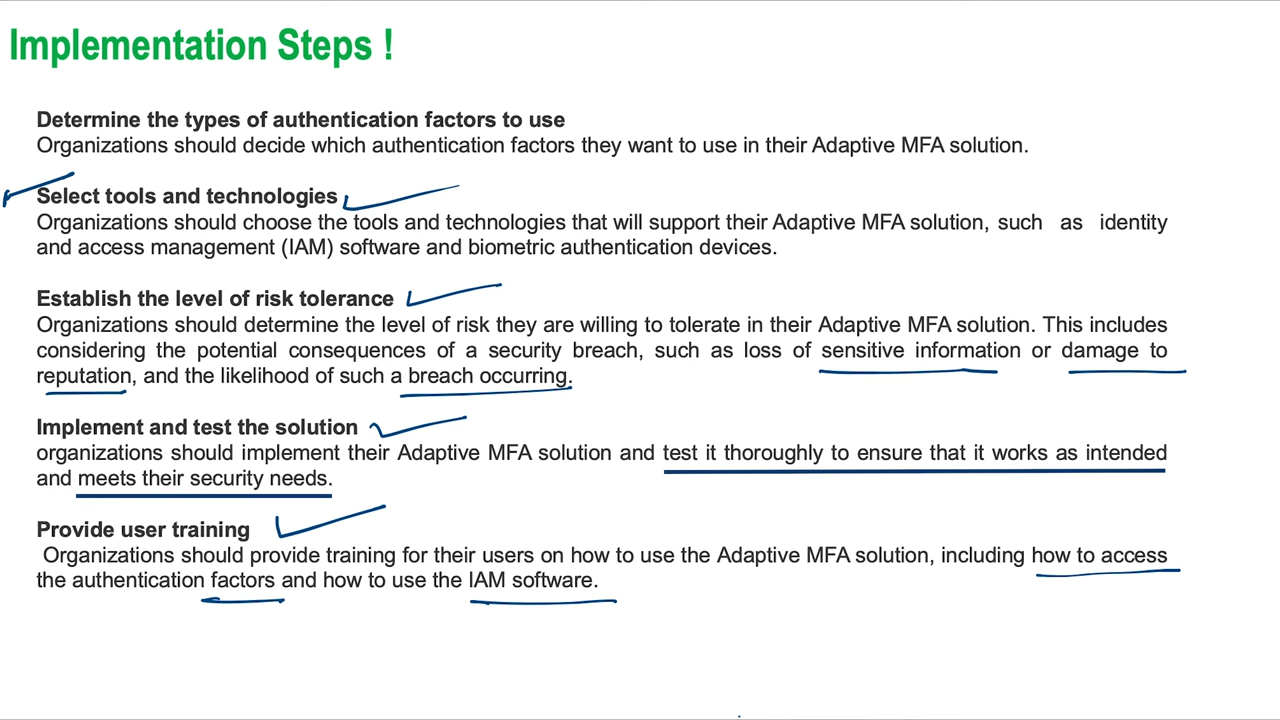 Implementation Steps !
Determine the types of authentication factors to use
Organizations should decide which authentication factors they want to use in their Adaptive MFA solution.
Select tools and technologies
Organizations should choose the tools and technologies that will support their Adaptive MFA solution, such as identity
and access management (IAM) software and biometric authentication devices.
Establish the level of risk tolerance
Organizations should determine the level of risk they are willing to tolerate in their Adaptive MFA solution. This includes
considering the potential consequences of a security breach, such as loss of sensitive information or damage to
reputation, and the likelihood of such a breach occurring.
Implement and test the solution
organizations should implement their Adaptive MFA solution and test it thoroughly to ensure that it works as intended
and meets their security needs.
Provide user training
Organizations should provide training for their users on how to use the Adaptive MFA solution, including how to access
the authentication factors and how to use the IAM software.